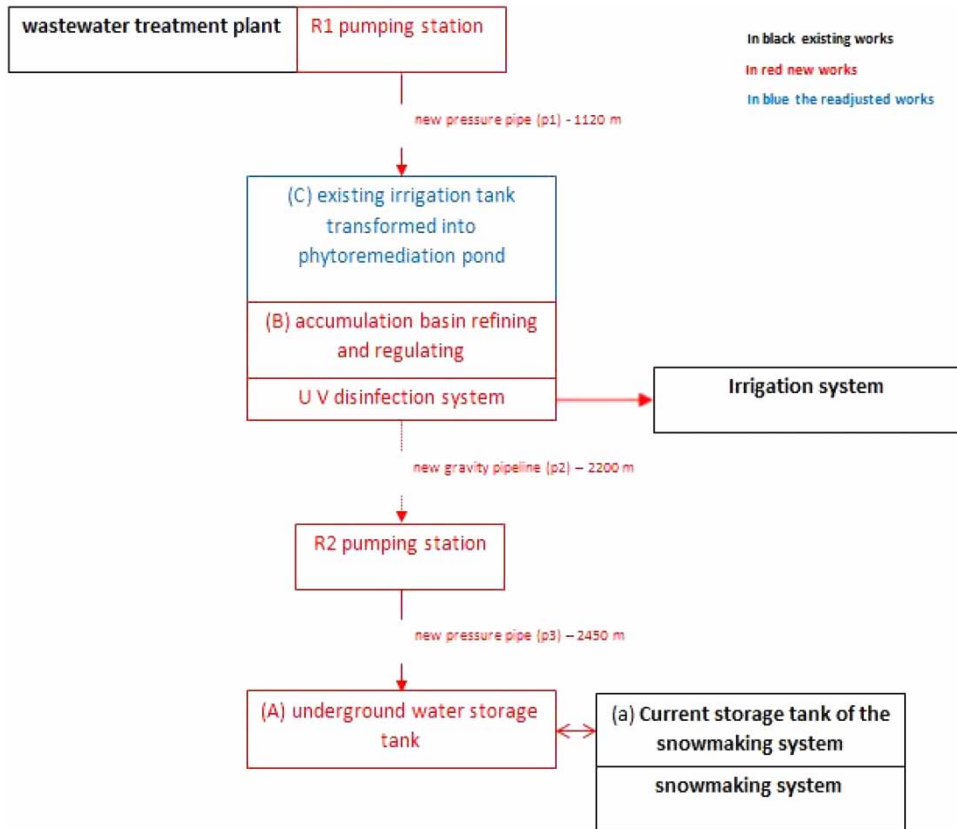 wastewater treatment plant
R1 pumping station
In black existing works
In red new works
In blue the readjusted works
new pressure pipe (p1) - 1120 m
(C) existing irrigation tank
transformed into
phytoremediation pond
(B) accumulation basin refining
and regulating
U V disinfection system
Irrigation system
new gravity pipeline (p2) – 2200 m
R2 pumping station
new pressure pipe (p3) – 2450 m
(A) underground water storage
tank
(a) Current storage tank of the
snowmaking system
snowmaking system